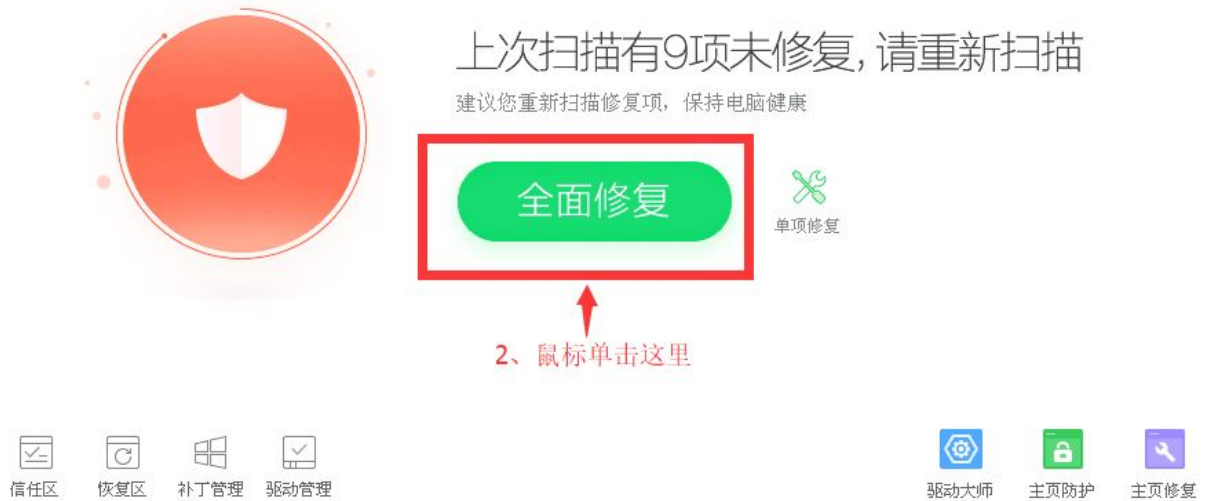 上次扫描有9项未修复,请重新扫描
建议您重新扫描修复项，保持电脑健康
全面修复
单项修复
2、鼠标单击这里
信任区
恢复区
补丁管理
驱动管理
驱动大师
主页防护
主页修复